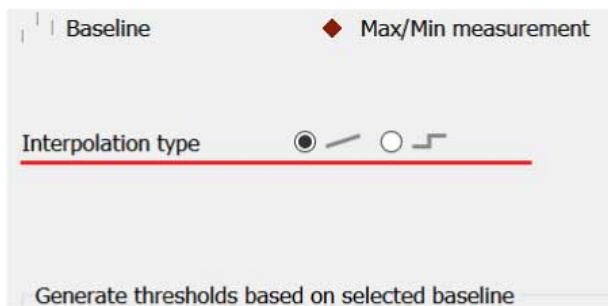 Baseline
Max/Min measurement
Interpolation type
Generate thresholds based on selected baseline